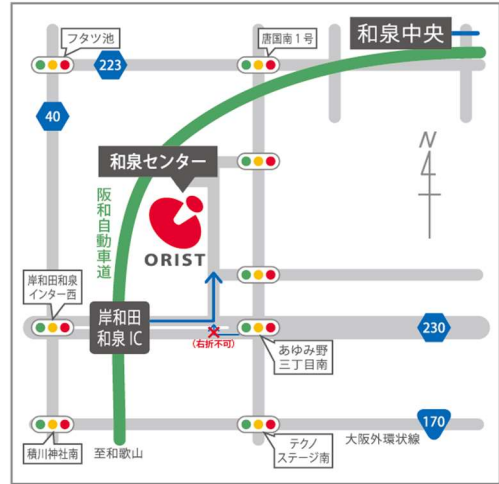 フタツ池
唐国南1号
和泉中央
223
40
N
和泉センター
阪和自動車道
ORIST
岸和田和泉
インター西
岸和田
和泉IC
(右折不可)
230
あゆみ野
三丁目南
170
積川神社南
至和歌山
テクノ
ステージ南
大阪外環状線